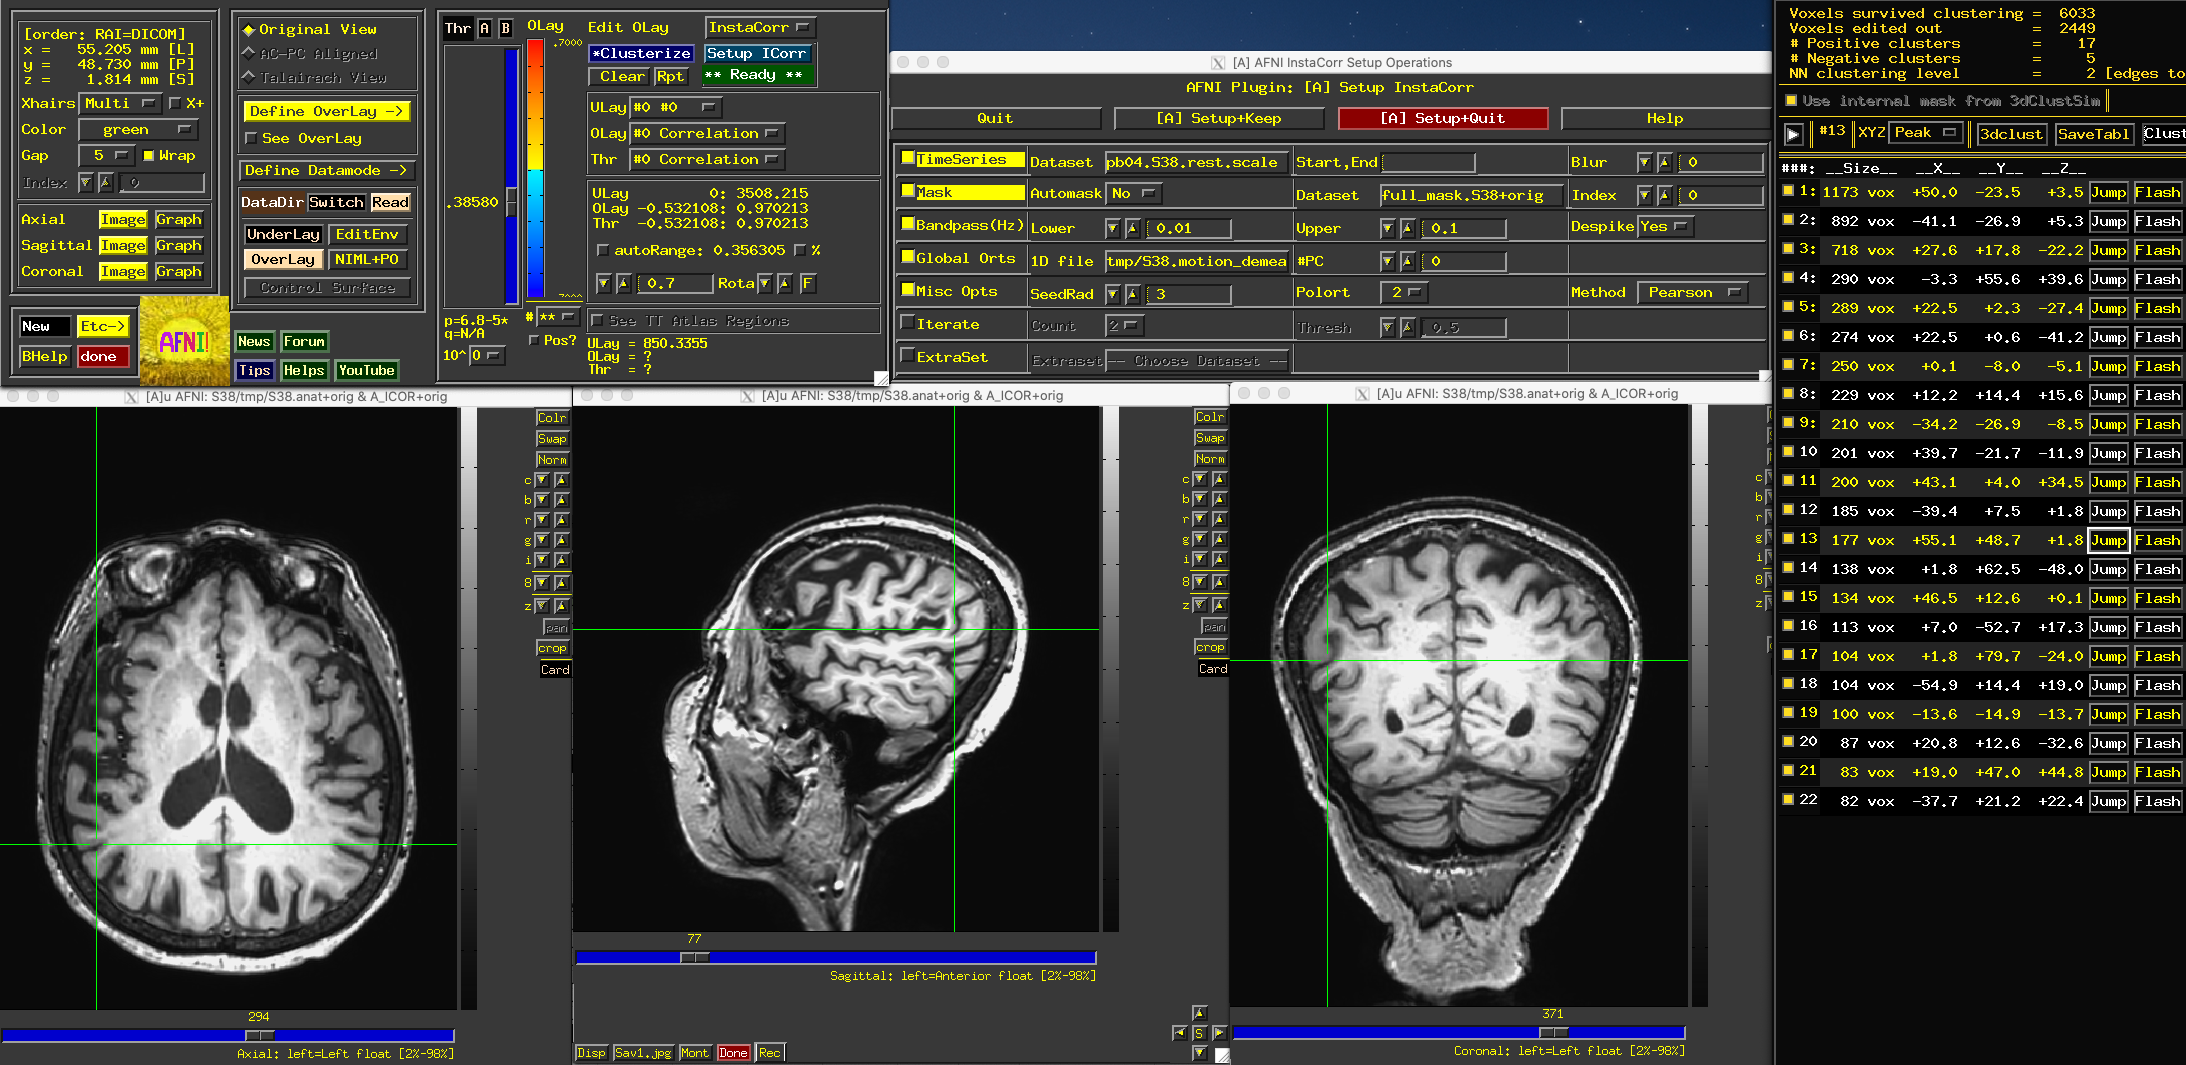 [order: RAI=DICOM]
x = 55.205 mm [L]
y = 48.730 mm [P]
z = 1.814 mm [S]
Xhairs Multi X+
Color green
Gap 5 Wrap
Index 0
Axial Image Graph
Sagittal Image Graph
Coronal Image Graph
New Etc->
BHelp done
AFNI!
Original View
AC-PC Aligned
Talairach View
Define OverLay ->
See OverLay
Define Datamode ->
DataDir Switch Read
UnderLay EditEnv
OverLay NIML+PO
Control Surface
News Forum
Tips Helps YouTube
Thr A B
.38580
p=6.8-5*
q=N/A
10^ 0
OLay
.7000
# **
Pos?
Edit OLay InstaCorr
*Clusterize Setup ICorr
Clear Rpt ** Ready **
ULay #0 #0
OLay #0 Correlation
Thr #0 Correlation
ULay 0: 3508.215
OLay -0.532108: 0.970213
Thr -0.532108: 0.970213
autoRange: 0.356305 %
0.7 Rota F
See TT Atlas Regions
ULay = 850.3355
OLay = ?
Thr = ?
[A] AFNI InstaCorr Setup Operations
AFNI Plugin: [A] Setup InstaCorr
Quit [A] Setup+Keep [A] Setup+Quit Help
TimeSeries Dataset pb04.S38.rest.scale Start,End Blur 0
Mask Automask No Dataset full_mask.S38+orig Index 0
Bandpass(Hz) Lower 0.01 Upper 0.1 Despike Yes
Global Orts 1D file tmp/S38.motion_demea #PC 0
Misc Opts SeedRad 3 Polort 2 Method Pearson
Iterate Count 2 Thresh 0.5
ExtraSet Extraset -- Choose Dataset --
Voxels survived clustering = 6033
Voxels edited out = 2449
# Positive clusters = 17
# Negative clusters = 5
NN clustering level = 2 [edges to
Use internal mask from 3dClustSim
#13 XYZ Peak 3dclust SaveTabl Clust
###: __Size__ __X__ __Y__ __Z__
1: 1173 vox +50.0 -23.5 +3.5 Jump Flash
2: 892 vox -41.1 -26.9 +5.3 Jump Flash
3: 718 vox +27.6 +17.8 -22.2 Jump Flash
4: 290 vox -3.3 +55.6 +39.6 Jump Flash
5: 289 vox +22.5 +2.3 -27.4 Jump Flash
6: 274 vox +22.5 +0.6 -41.2 Jump Flash
7: 250 vox +0.1 -8.0 -5.1 Jump Flash
8: 229 vox +12.2 +14.4 +15.6 Jump Flash
9: 210 vox -34.2 -26.9 -8.5 Jump Flash
10 201 vox +39.7 -21.7 -11.9 Jump Flash
11 200 vox +43.1 +4.0 +34.5 Jump Flash
12 185 vox -39.4 +7.5 +1.8 Jump Flash
13 177 vox +55.1 +48.7 +1.8 Jump Flash
14 138 vox +1.8 +62.5 -48.0 Jump Flash
15 134 vox +46.5 +12.6 +0.1 Jump Flash
16 113 vox +7.0 -52.7 +17.3 Jump Flash
17 104 vox +1.8 +79.7 -24.0 Jump Flash
18 104 vox -54.9 +14.4 +19.0 Jump Flash
19 100 vox -13.6 -14.9 -13.7 Jump Flash
20 87 vox +20.8 +12.6 -32.6 Jump Flash
21 83 vox +19.0 +47.0 +44.8 Jump Flash
22 82 vox -37.7 +21.2 +22.4 Jump Flash
[A]u AFNI: S38/tmp/S38.anat+orig & A_ICOR+orig
Colr
Swap
Norm
c
b
r
g
i
8
z
pan
crop
Card
294
Axial: left=Left float [2%-98%]
[A]u AFNI: S38/tmp/S38.anat+orig & A_ICOR+orig
Colr
Swap
Norm
c
b
r
g
i
8
z
pan
crop
Card
77
Sagittal: left=Anterior float [2%-98%]
S
Disp Sav1.jpg Mont Done Rec
[A]u AFNI: S38/tmp/S38.anat+orig & A_ICOR+orig
c
b
r
g
i
8
z
371
Coronal: left=Left float [2%-98%]